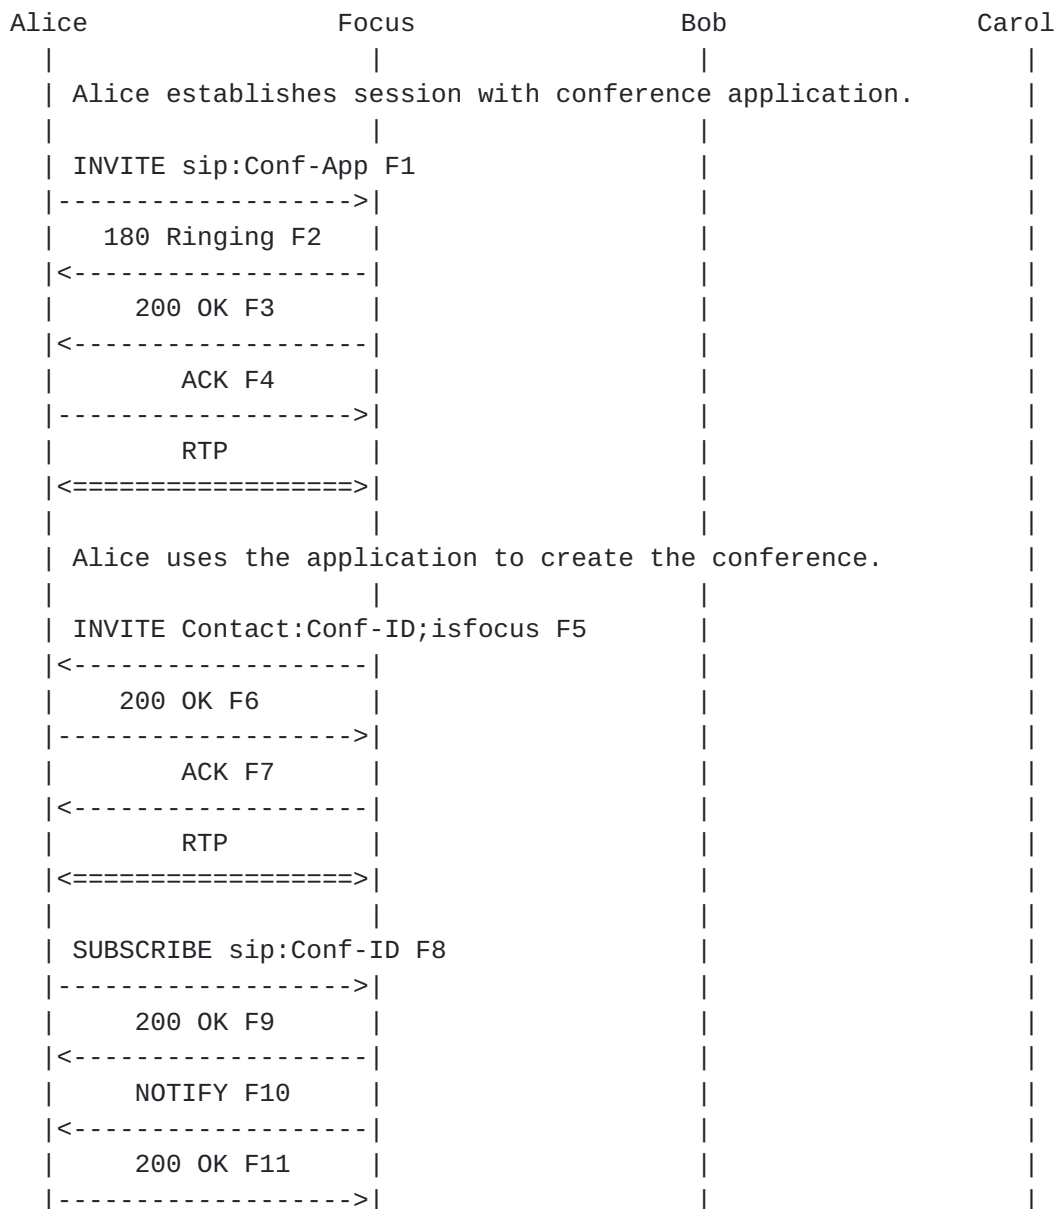 Alice                Focus                 Bob                Carol
  |                    |                    |                    |
  | Alice establishes session with conference application.       |
  |                    |                    |                    |
  | INVITE sip:Conf-App F1                  |                    |
  |------------------->|                    |                    |
  |   180 Ringing F2   |                    |                    |
  |<-------------------|                    |                    |
  |     200 OK F3      |                    |                    |
  |<-------------------|                    |                    |
  |        ACK F4      |                    |                    |
  |------------------->|                    |                    |
  |        RTP         |                    |                    |
  |<==================>|                    |                    |
  |                    |                    |                    |
  | Alice uses the application to create the conference.         |
  |                    |                    |                    |
  | INVITE Contact:Conf-ID;isfocus F5       |                    |
  |<-------------------|                    |                    |
  |    200 OK F6       |                    |                    |
  |------------------->|                    |                    |
  |        ACK F7      |                    |                    |
  |<-------------------|                    |                    |
  |        RTP         |                    |                    |
  |<==================>|                    |                    |
  |                    |                    |                    |
  | SUBSCRIBE sip:Conf-ID F8                |                    |
  |------------------->|                    |                    |
  |     200 OK F9      |                    |                    |
  |<-------------------|                    |                    |
  |     NOTIFY F10     |                    |                    |
  |<-------------------|                    |                    |
  |     200 OK F11     |                    |                    |
  |------------------->|                    |                    |